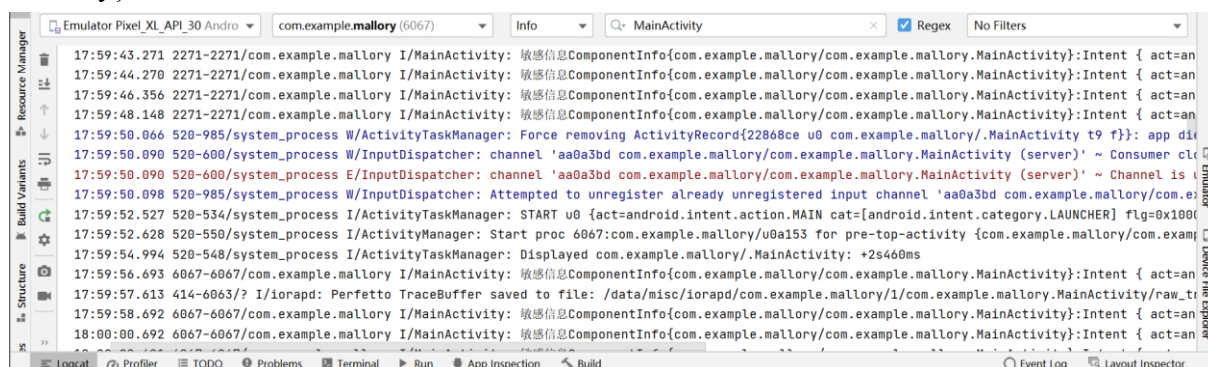 Emulator Pixel_XL_API_30 Andro com.example.mallory (6067) Info MainActivity Regex No Filters
17:59:43.271 2271-2271/com.example.mallory I/MainActivity: 敏感信息ComponentInfo{com.example.mallory/com.example.mallory.MainActivity}:Intent { act=an
17:59:44.270 2271-2271/com.example.mallory I/MainActivity: 敏感信息ComponentInfo{com.example.mallory/com.example.mallory.MainActivity}:Intent { act=an
17:59:46.356 2271-2271/com.example.mallory I/MainActivity: 敏感信息ComponentInfo{com.example.mallory/com.example.mallory.MainActivity}:Intent { act=an
17:59:48.148 2271-2271/com.example.mallory I/MainActivity: 敏感信息ComponentInfo{com.example.mallory/com.example.mallory.MainActivity}:Intent { act=an
17:59:50.066 520-985/system_process W/ActivityTaskManager: Force removing ActivityRecord{22868ce u0 com.example.mallory/.MainActivity t9 f}}: app die
17:59:50.090 520-600/system_process W/InputDispatcher: channel 'aa0a3bd com.example.mallory/com.example.mallory.MainActivity (server)' ~ Consumer clo
17:59:50.090 520-600/system_process E/InputDispatcher: channel 'aa0a3bd com.example.mallory/com.example.mallory.MainActivity (server)' ~ Channel is u
17:59:50.098 520-985/system_process W/InputDispatcher: Attempted to unregister already unregistered input channel 'aa0a3bd com.example.mallory/com.ex
17:59:52.527 520-534/system_process I/ActivityTaskManager: START u0 {act=android.intent.action.MAIN cat=[android.intent.category.LAUNCHER] flg=0x1000
17:59:52.628 520-550/system_process I/ActivityManager: Start proc 6067:com.example.mallory/u0a153 for pre-top-activity {com.example.mallory/com.examp
17:59:54.994 520-548/system_process I/ActivityTaskManager: Displayed com.example.mallory/.MainActivity: +2s460ms
17:59:56.693 6067-6067/com.example.mallory I/MainActivity: 敏感信息ComponentInfo{com.example.mallory/com.example.mallory.MainActivity}:Intent { act=an
17:59:57.613 414-6063/? I/iorapd: Perfetto TraceBuffer saved to file: /data/misc/iorapd/com.example.mallory/1/com.example.mallory.MainActivity/raw_tr
17:59:58.692 6067-6067/com.example.mallory I/MainActivity: 敏感信息ComponentInfo{com.example.mallory/com.example.mallory.MainActivity}:Intent { act=an
18:00:00.692 6067-6067/com.example.mallory I/MainActivity: 敏感信息ComponentInfo{com.example.mallory/com.example.mallory.MainActivity}:Intent { act=an
Resource Manager
Build Variants
Structure
Emulator
Device File Explorer
Logcat Profiler TODO Problems Terminal Run App Inspection Build Event Log Layout Inspector